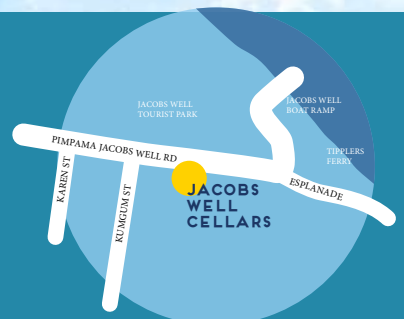 JACOBS WELL
TOURIST PARK
JACOBS WELL
BOAT RAMP
PIMPAMA JACOBS WELL RD
TIPPLERS
FERRY
KAREN ST
KUMGUM ST
JACOBS
WELL
CELLARS
ESPLANADE